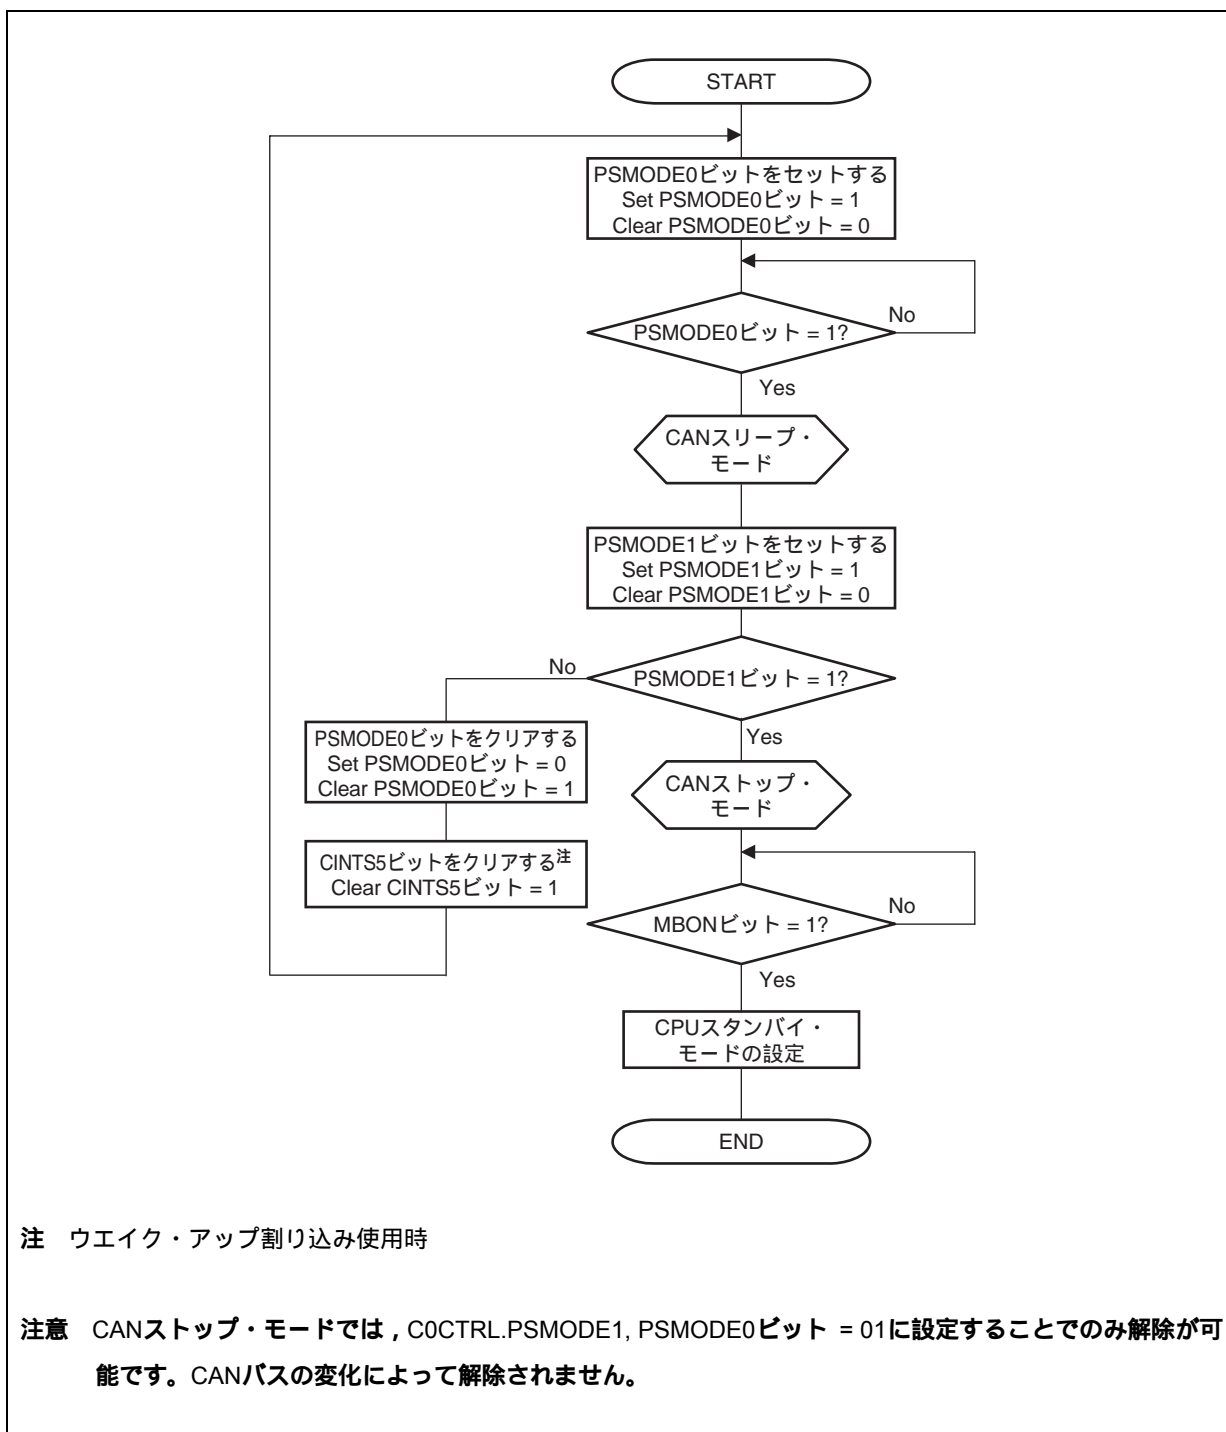 START
PSMODE0ビットをセットする
Set PSMODE0ビット = 1
Clear PSMODE0ビット = 0
PSMODE0ビット = 1?
No
Yes
CANスリープ・
モード
PSMODE1ビットをセットする
Set PSMODE1ビット = 1
Clear PSMODE1ビット = 0
PSMODE1ビット = 1?
No
Yes
PSMODE0ビットをクリアする
Set PSMODE0ビット = 0
Clear PSMODE0ビット = 1
CINTS5ビットをクリアする注
Clear CINTS5ビット = 1
CANストップ・
モード
MBONビット = 1?
No
Yes
CPUスタンバイ・
モードの設定
END
注　ウエイク・アップ割り込み使用時
注意　CANストップ・モードでは，C0CTRL.PSMODE1, PSMODE0ビット = 01に設定することでのみ解除が可
能です。CANバスの変化によって解除されません。